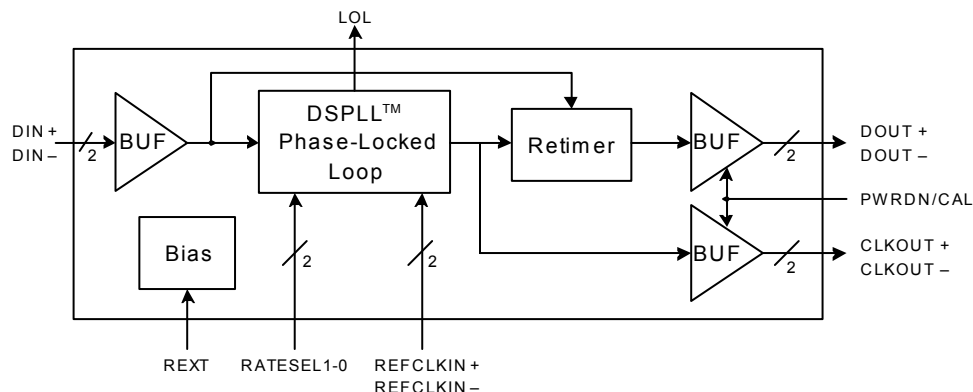 LOL
DSPLL™
Phase-Locked
Loop
DIN +
DIN –
2
BUF
Retimer
BUF
2
DOUT +
DOUT –
PWRDN/CAL
Bias
2
2
BUF
2
CLKOUT +
CLKOUT –
REXT
RATESEL1-0
REFCLKIN +
REFCLKIN –